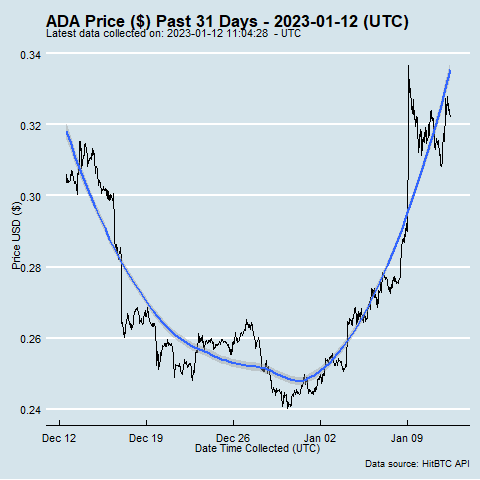 ADA Price ($) Past 31 Days - 2023-01-12 (UTC)
Latest data collected on: 2023-01-12 11:04:28 - UTC
Price USD ($)
0.34
0.32
0.30
0.28
0.26
0.24
Dec 12
Dec 19
Dec 26
Jan 02
Jan 09
Date Time Collected (UTC)
Data source: HitBTC API